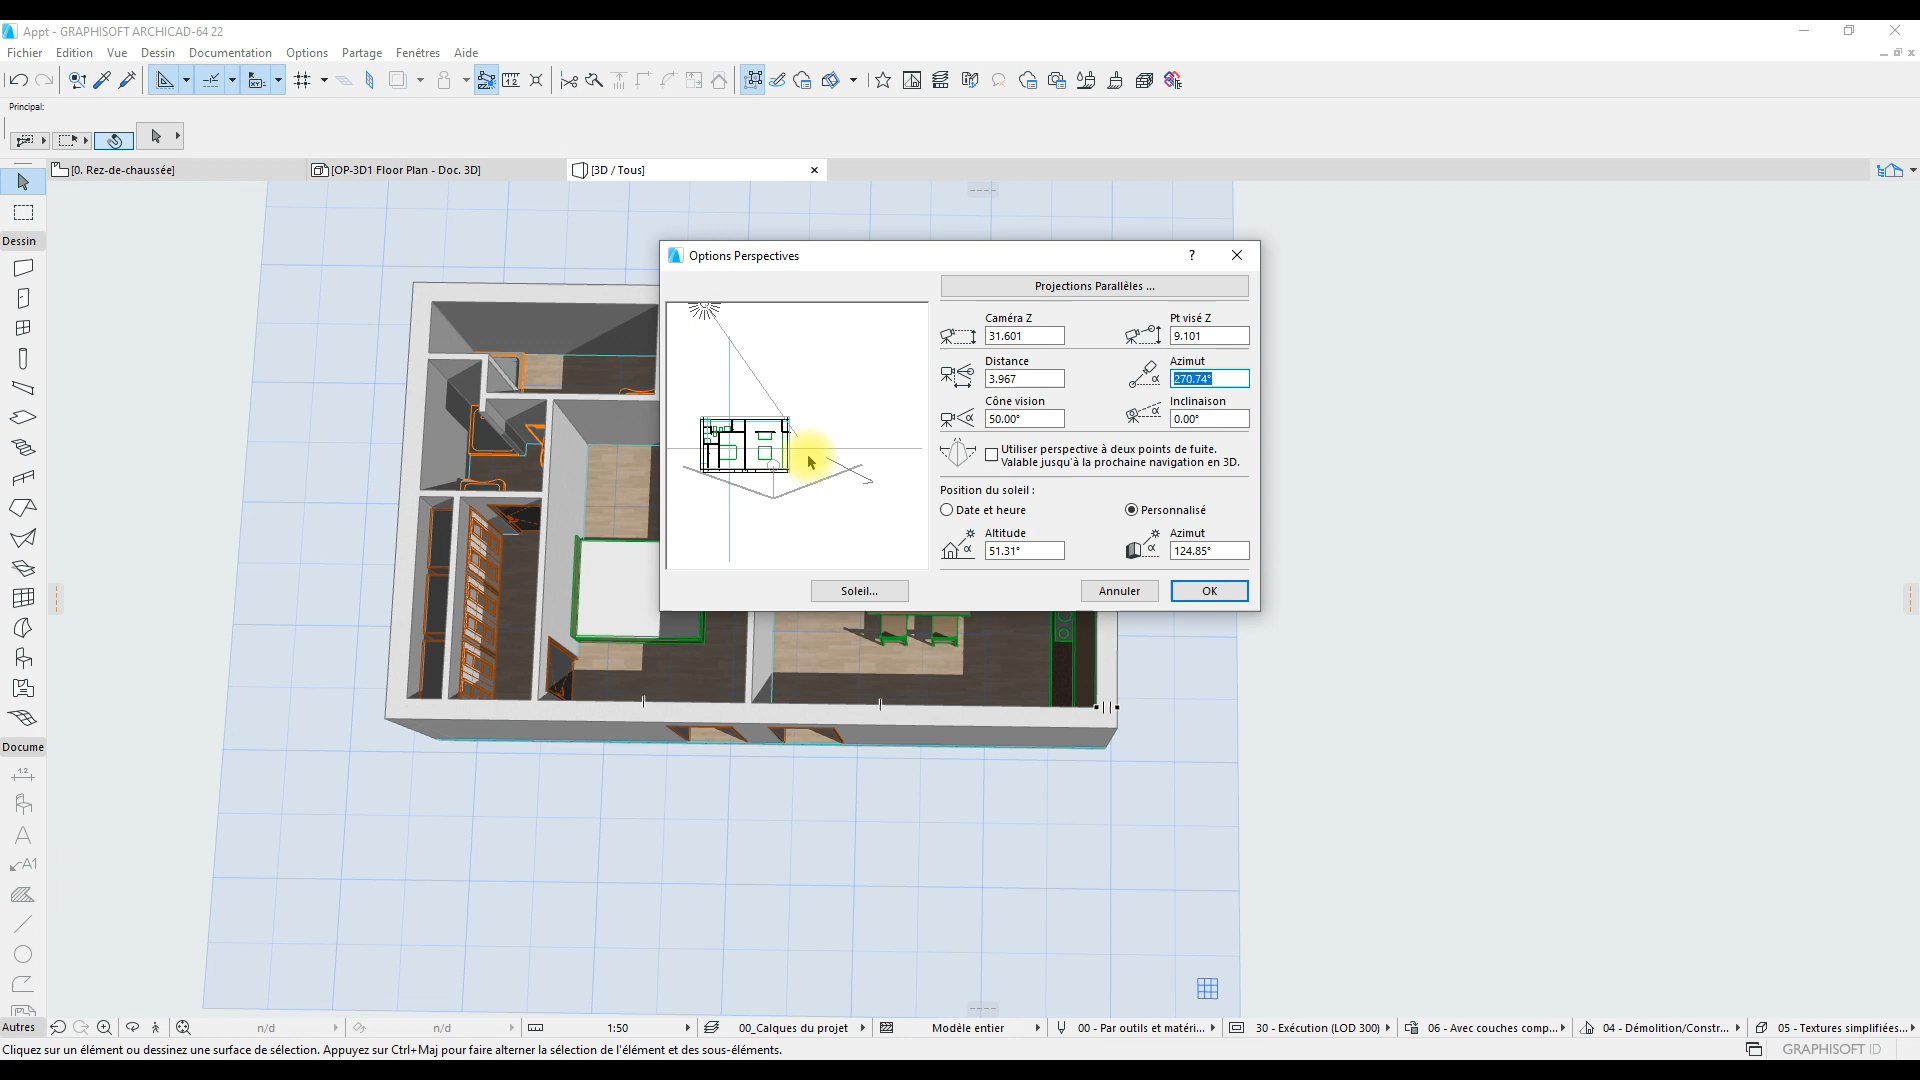 Appt - GRAPHISOFT ARCHICAD-64 22
Fichier Edition Vue Dessin Documentation Options Partage Fenêtres Aide
Principal:
[0. Rez-de-chaussée]
[OP-3D1 Floor Plan - Doc. 3D]
[3D / Tous]
Dessin
Options Perspectives
Projections Parallèles ...
Caméra Z
31.601
Pt visé Z
9.101
Distance
3.967
Azimut
270.74°
Cône vision
50.00°
Inclinaison
0.00°
Utiliser perspective à deux points de fuite.
Valable jusqu'à la prochaine navigation en 3D.
Position du soleil :
Date et heure
Personnalisé
Altitude
51.31°
Azimut
124.85°
Soleil...
Annuler
OK
Docume
1.2
A
A1
Autres
n/d
n/d
1:50
00_Calques du projet
Modèle entier
00 - Par outils et matéri...
30 - Exécution (LOD 300)
06 - Avec couches comp...
04 - Démolition/Constr...
05 - Textures simplifiées...
Cliquez sur un élément ou dessinez une surface de sélection. Appuyez sur Ctrl+Maj pour faire alterner la sélection de l'élément et des sous-éléments.
GRAPHISOFT ID